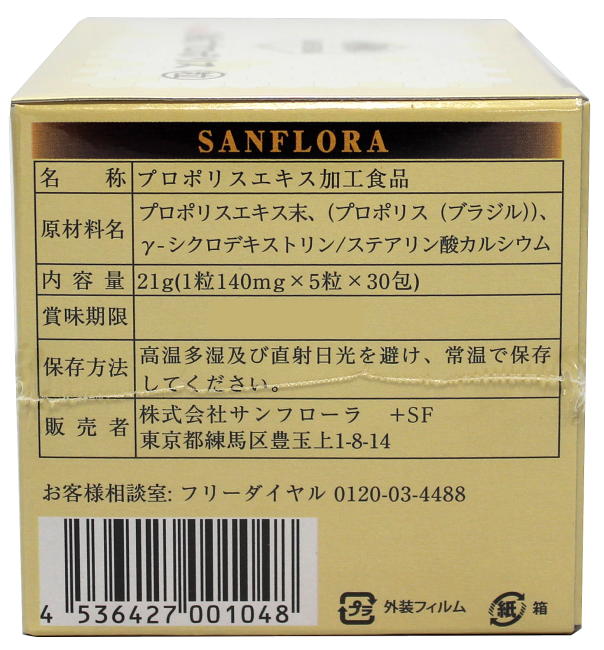 SANFLORA
名称 プロポリスエキス加工食品
原材料名 プロポリスエキス末、(プロポリス(ブラジル))、
γ-シクロデキストリン/ステアリン酸カルシウム
内容量 21g(1粒140mg×5粒×30包)
賞味期限
保存方法 高温多湿及び直射日光を避け、常温で保存
してください。
販売者 株式会社サンフローラ +SF
東京都練馬区豊玉上1-8-14
お客様相談室: フリーダイヤル 0120-03-4488
4 536427 001048
プラ 外装フィルム 紙 箱